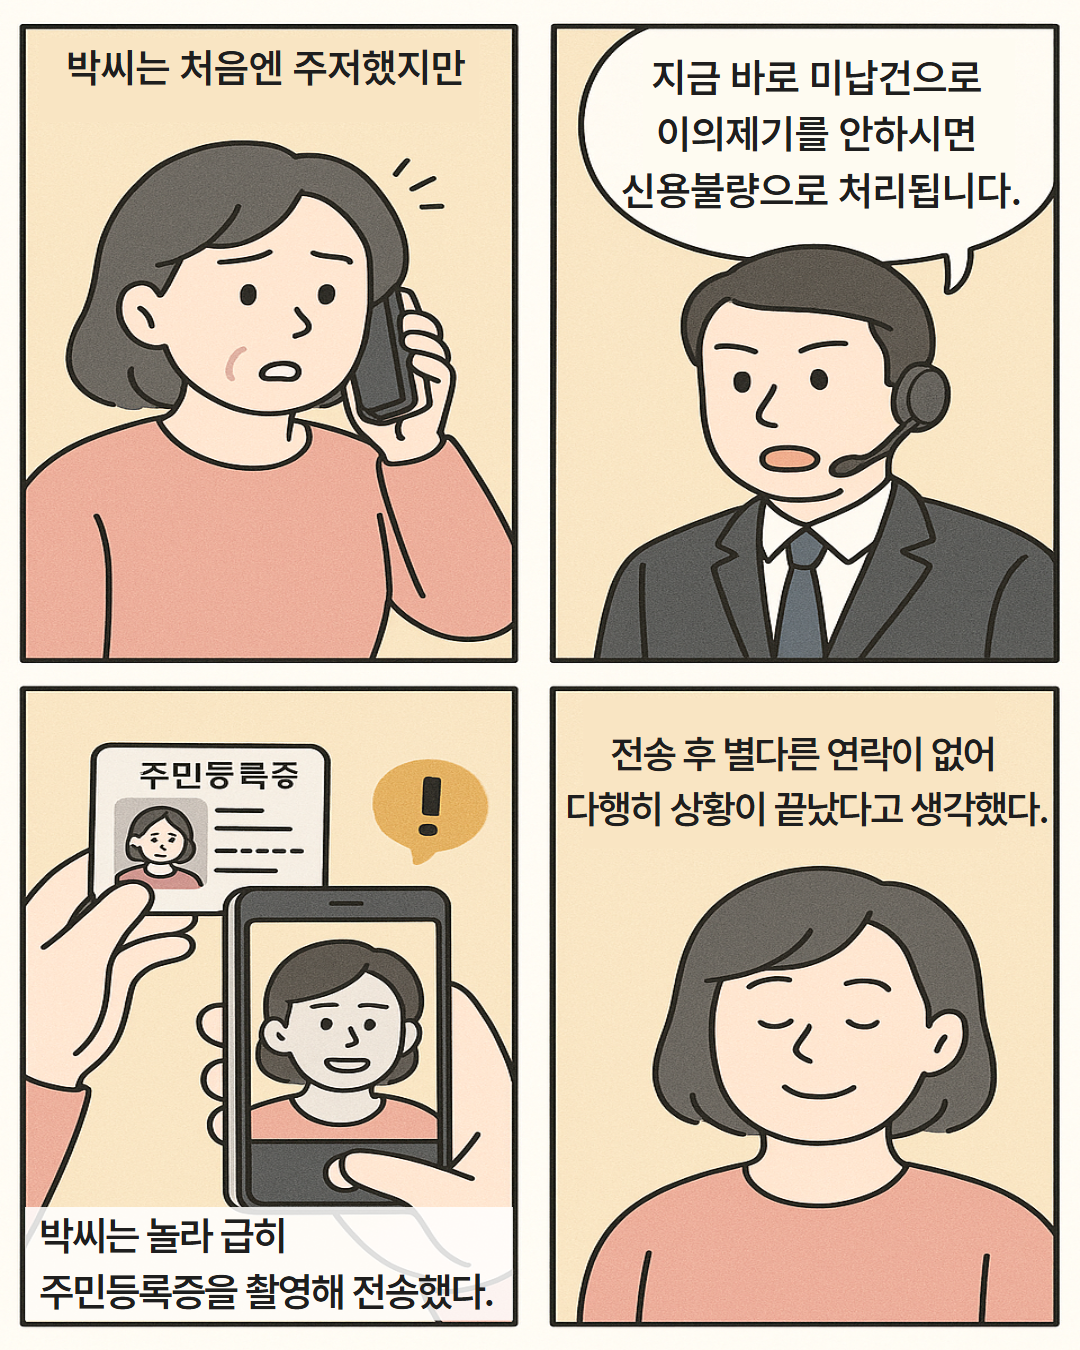 박씨는 처음엔 주저했지만
지금 바로 미납건으로
이의제기를 안하시면
신용불량으로 처리됩니다.
주민등록증
!
박씨는 놀라 급히
주민등록증을 촬영해 전송했다.
전송 후 별다른 연락이 없어
다행히 상황이 끝났다고 생각했다.